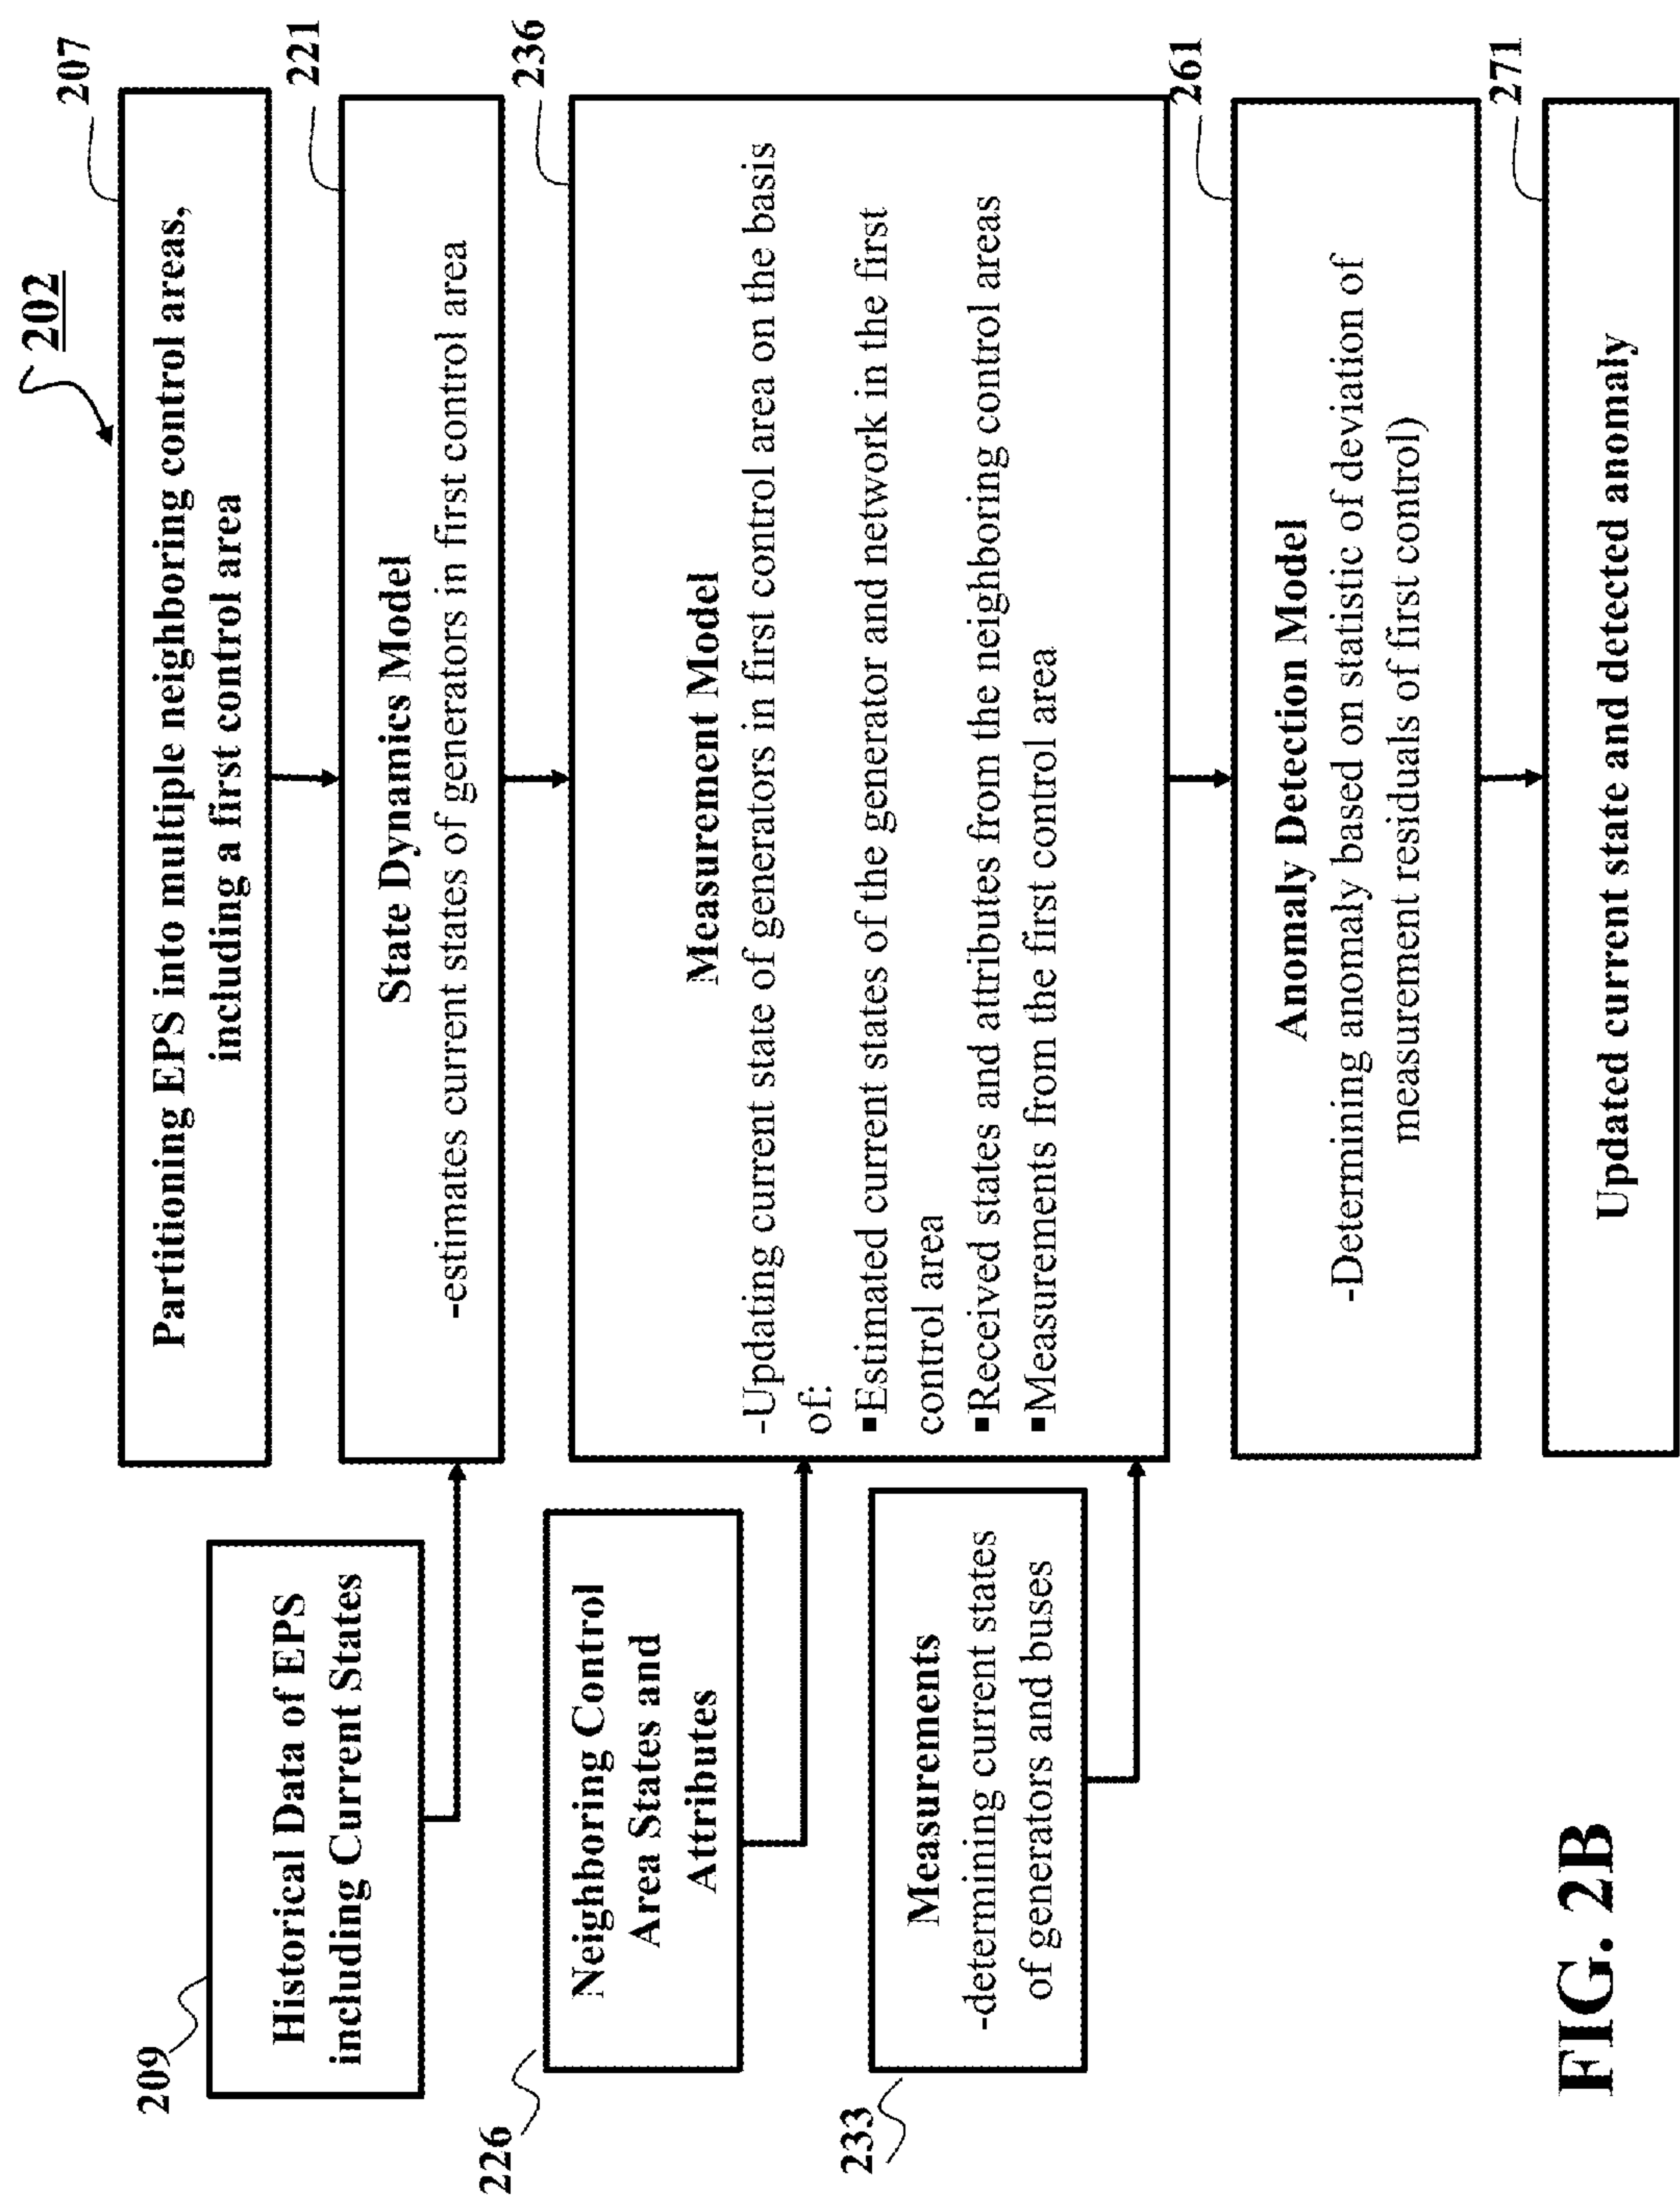 202
207
Partitioning EPS into multiple neighboring control areas,
including a first control area
209
Historical Data of EPS
including Current States
221
State Dynamics Model
-estimates current states of generators in first control area
226
Neighboring Control
Area States and
Attributes
236
Measurement Model
-Updating current state of generators in first control area on the basis
of:
▪Estimated current states of the generator and network in the first
control area
▪Received states and attributes from the neighboring control areas
▪Measurements from the first control area
233
Measurements
-determining current states
of generators and buses
261
Anomaly Detection Model
-Determining anomaly based on statistic of deviation of
measurement residuals of first control)
271
Updated current state and detected anomaly
FIG. 2B